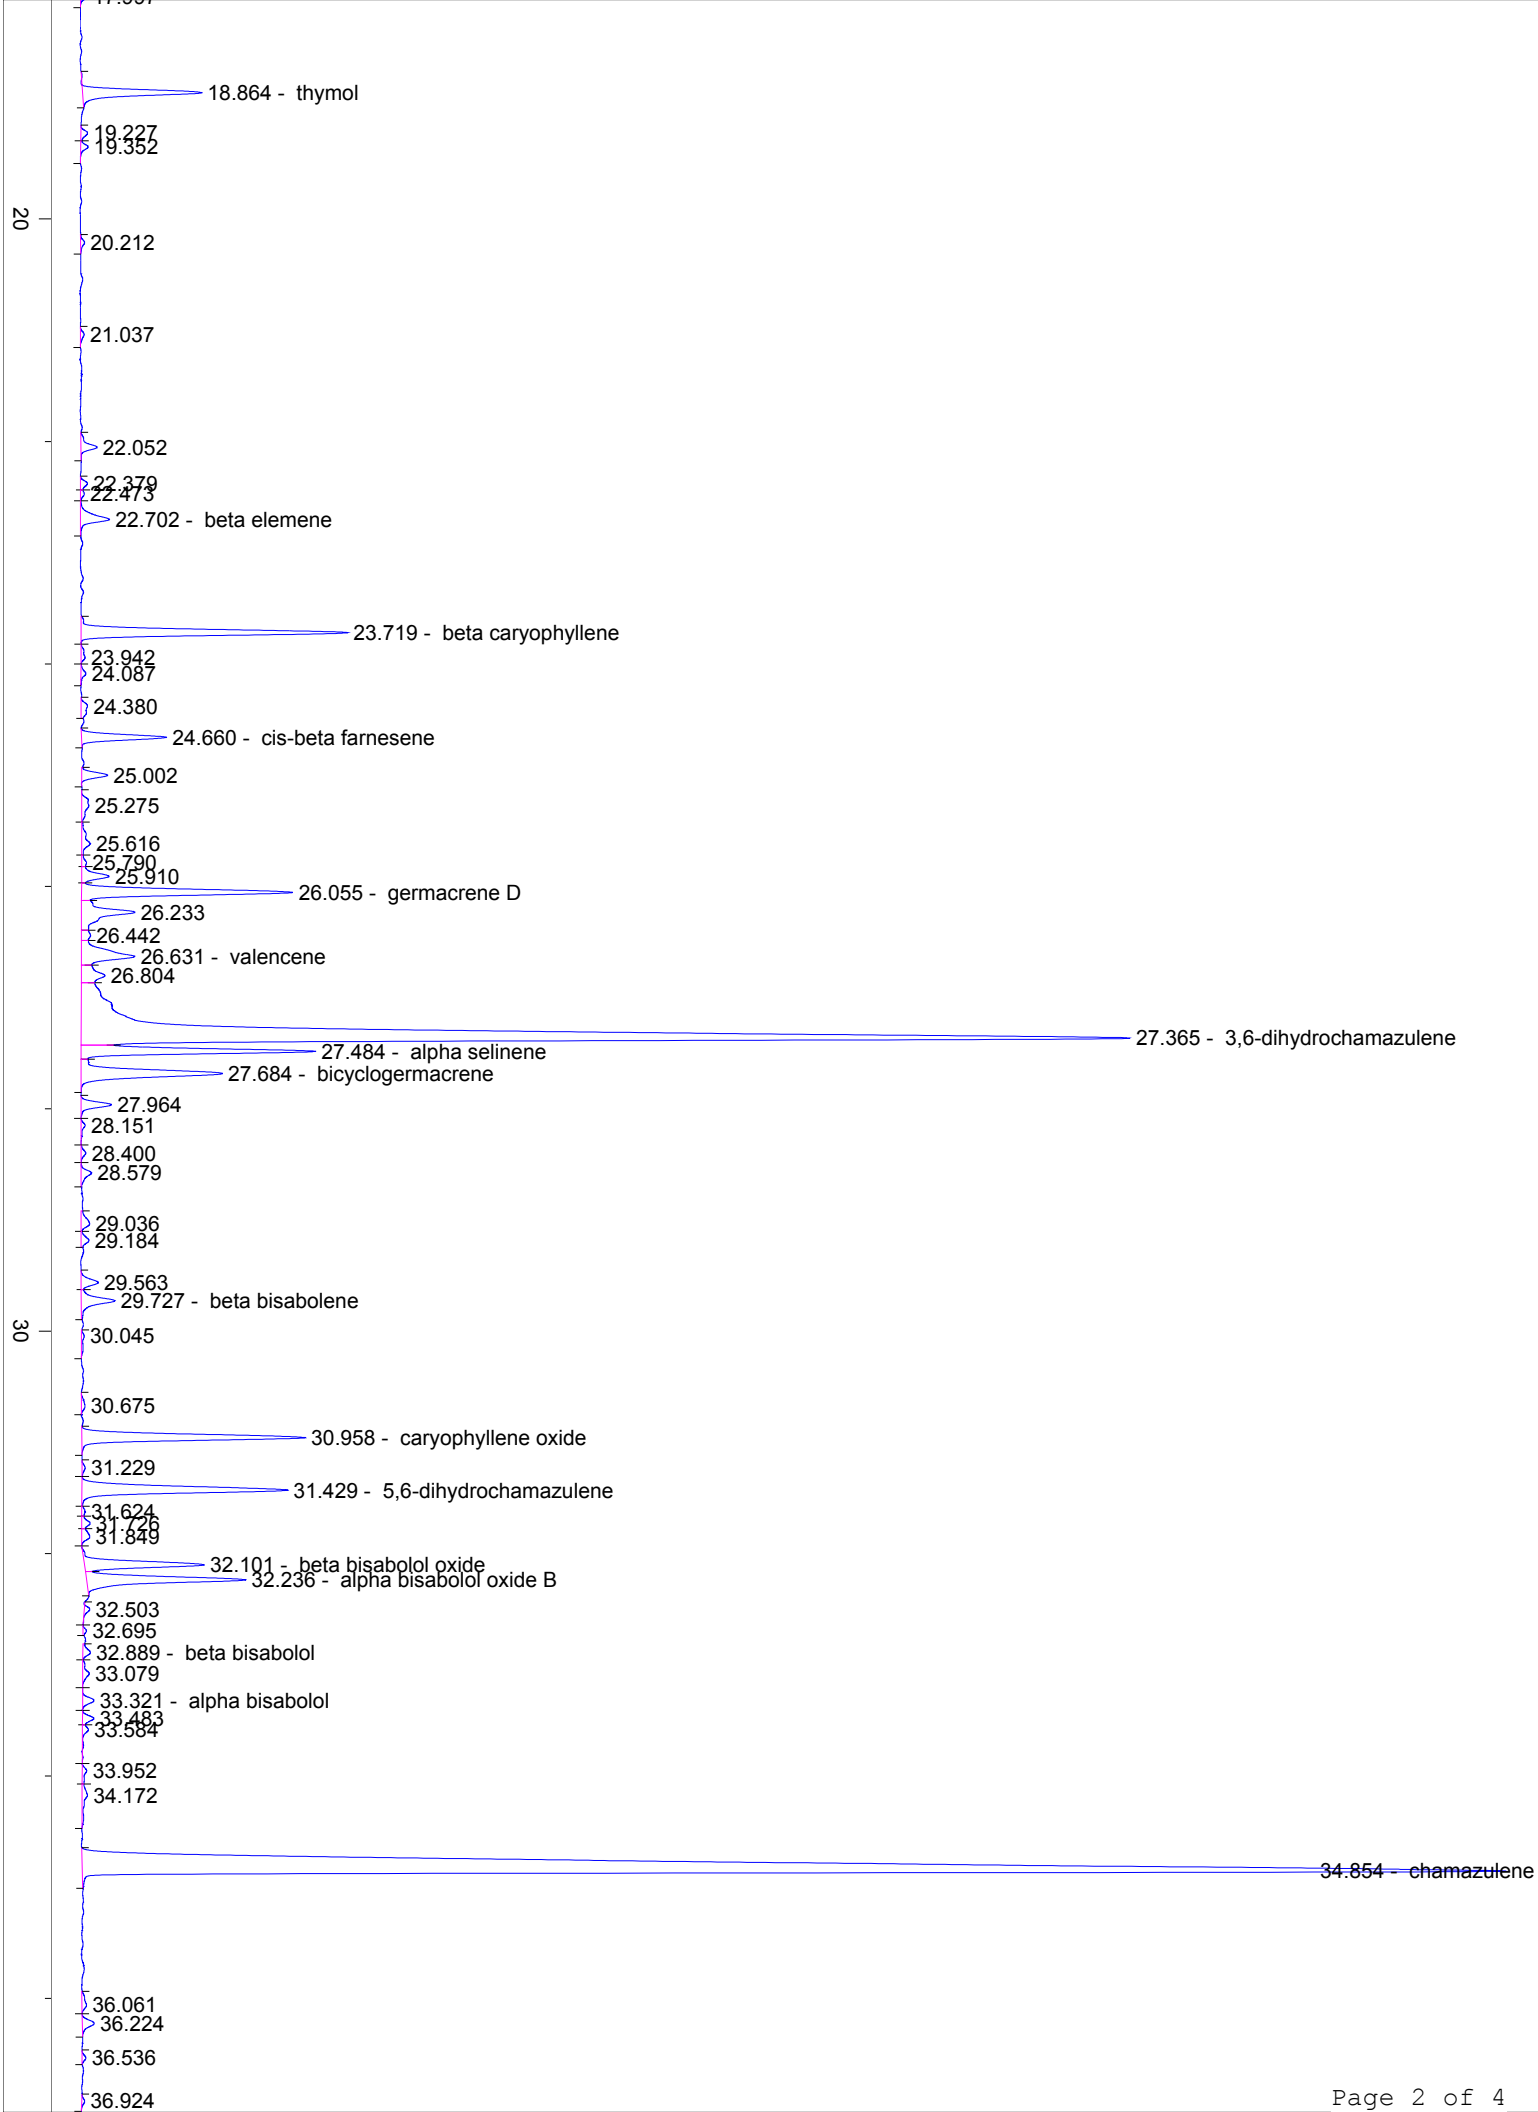 18.864 - thymol
19.227
19.352
20
20.212
21.037
22.052
22.379
22.473
22.702 - beta elemene
23.719 - beta caryophyllene
23.942
24.087
24.380
24.660 - cis-beta farnesene
25.002
25.275
25.616
25.790
25.910
26.055 - germacrene D
26.233
26.442
26.631 - valencene
26.804
27.365 - 3,6-dihydrochamazulene
27.484 - alpha selinene
27.684 - bicyclogermacrene
27.964
28.151
28.400
28.579
29.036
29.184
29.563
29.727 - beta bisabolene
30
30.045
30.675
30.958 - caryophyllene oxide
31.229
31.429 - 5,6-dihydrochamazulene
31.624
31.726
31.849
32.101 - beta bisabolol oxide
32.236 - alpha bisabolol oxide B
32.503
32.695
32.889 - beta bisabolol
33.079
33.321 - alpha bisabolol
33.483
33.584
33.952
34.172
34.854 - chamazulene
36.061
36.224
36.536
36.924
Page 2 of 4